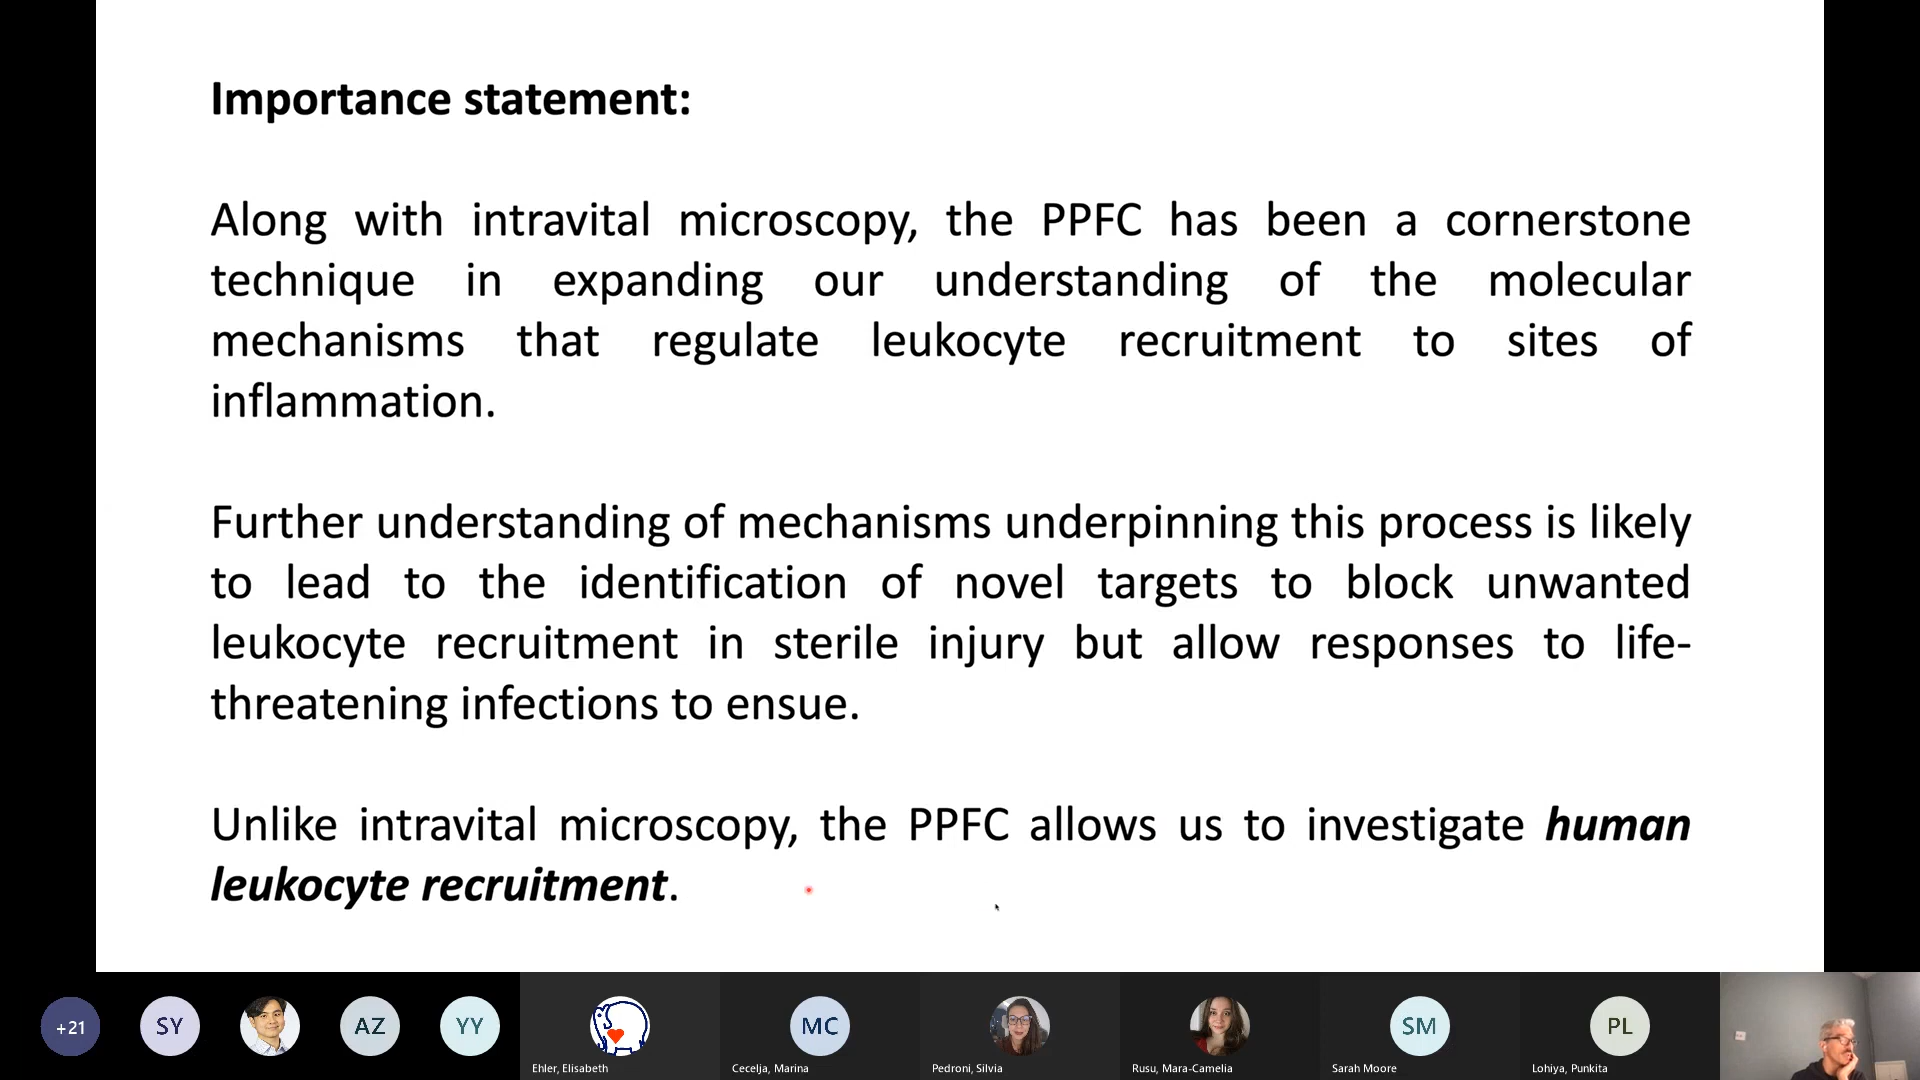 Importance statement:
Along with intravital microscopy, the PPFC has been a cornerstone
technique in expanding our understanding of the molecular
mechanisms that regulate leukocyte recruitment to sites of
inflammation.
Further understanding of mechanisms underpinning this process is likely
to lead to the identification of novel targets to block unwanted
leukocyte recruitment in sterile injury but allow responses to life-
threatening infections to ensue.
Unlike intravital microscopy, the PPFC allows us to investigate human
leukocyte recruitment.
+21
SY
AZ
YY
MC
SM
PL
Ehler, Elisabeth
Cecelja, Marina
Pedroni, Silvia
Rusu, Mara-Camelia
Sarah Moore
Lohiya, Punkita